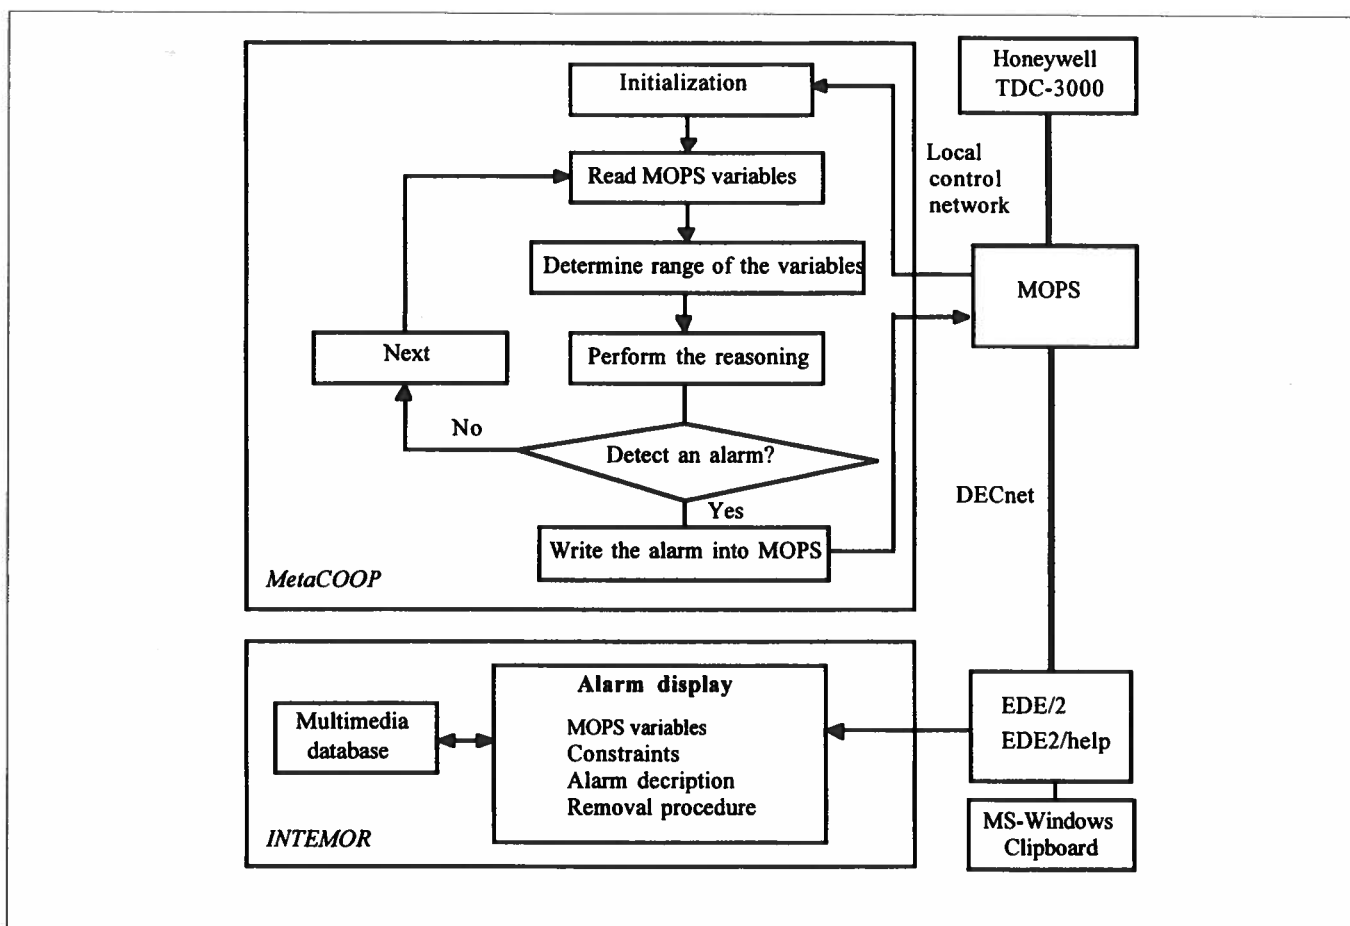 Initialization
Read MOPS variables
Determine range of the variables
Perform the reasoning
Next
No
Detect an alarm?
Yes
Write the alarm into MOPS
MetaCOOP
Honeywell
TDC-3000
Local
control
network
MOPS
DECnet
EDE/2
EDE2/help
MS-Windows
Clipboard
Alarm display
MOPS variables
Constraints
Alarm decription
Removal procedure
Multimedia
database
INTEMOR